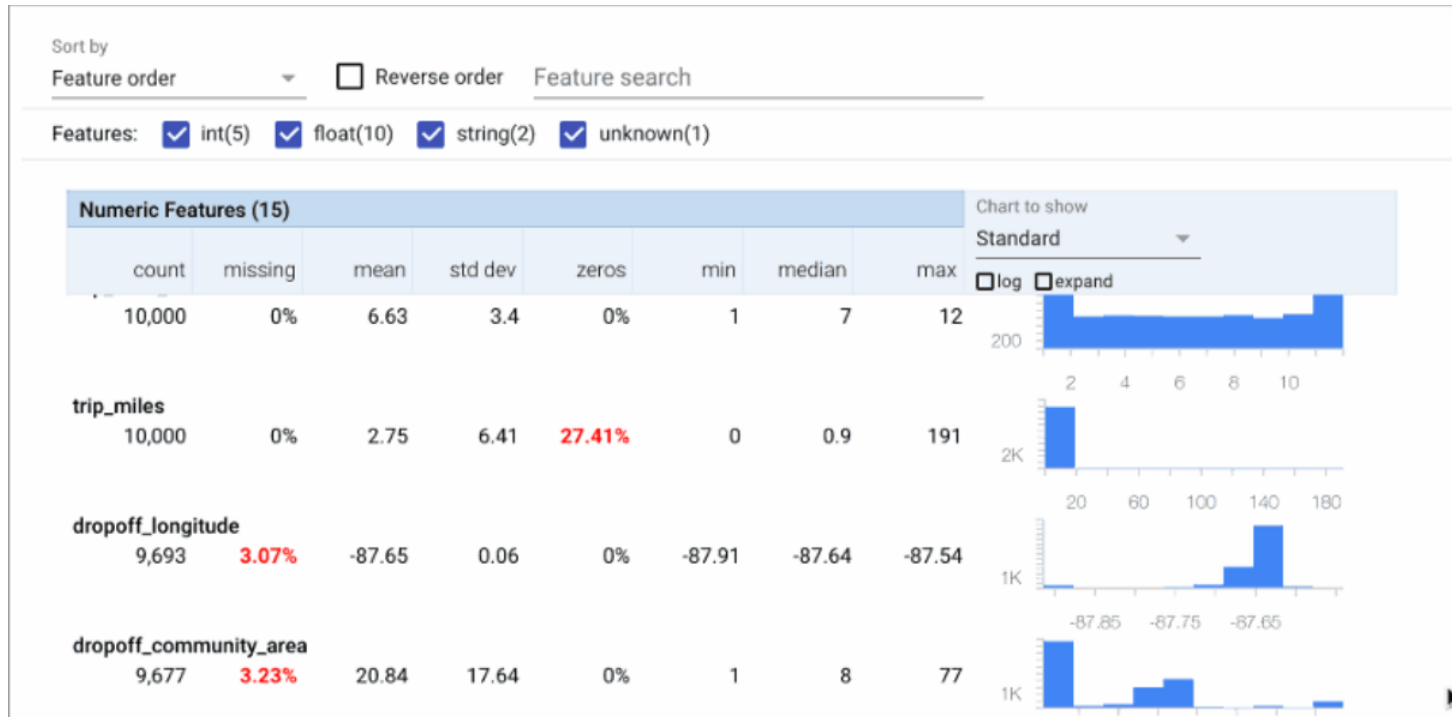 Sort by
Feature order Reverse order Feature search
Features: int(5) float(10) string(2) unknown(1)
Numeric Features (15) Chart to show
Standard
count missing mean std dev zeros min median max
log expand
10,000 0% 6.63 3.4 0% 1 7 12
200
2 4 6 8 10
trip_miles
10,000 0% 2.75 6.41 27.41% 0 0.9 191
2K
20 60 100 140 180
dropoff_longitude
9,693 3.07% -87.65 0.06 0% -87.91 -87.64 -87.54
1K
-87.85 -87.75 -87.65
dropoff_community_area
9,677 3.23% 20.84 17.64 0% 1 8 77
1K